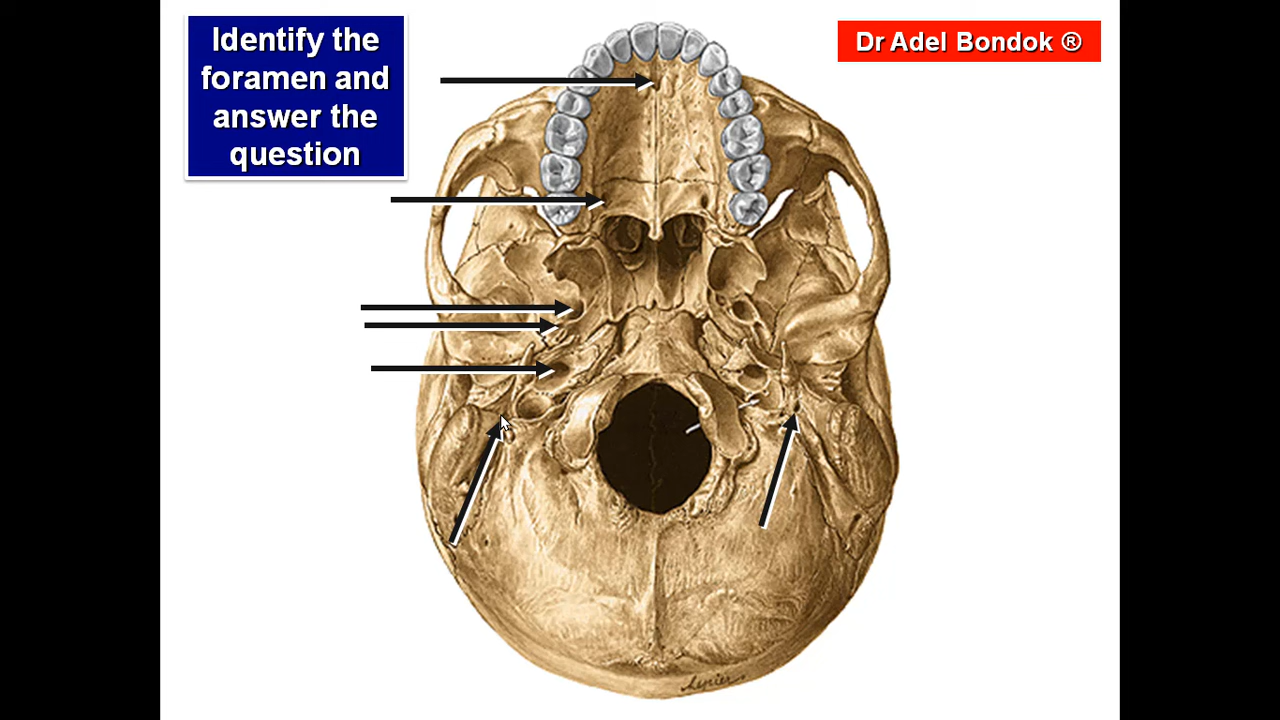 Identify the
foramen and
answer the
question
Dr Adel Bondok ®